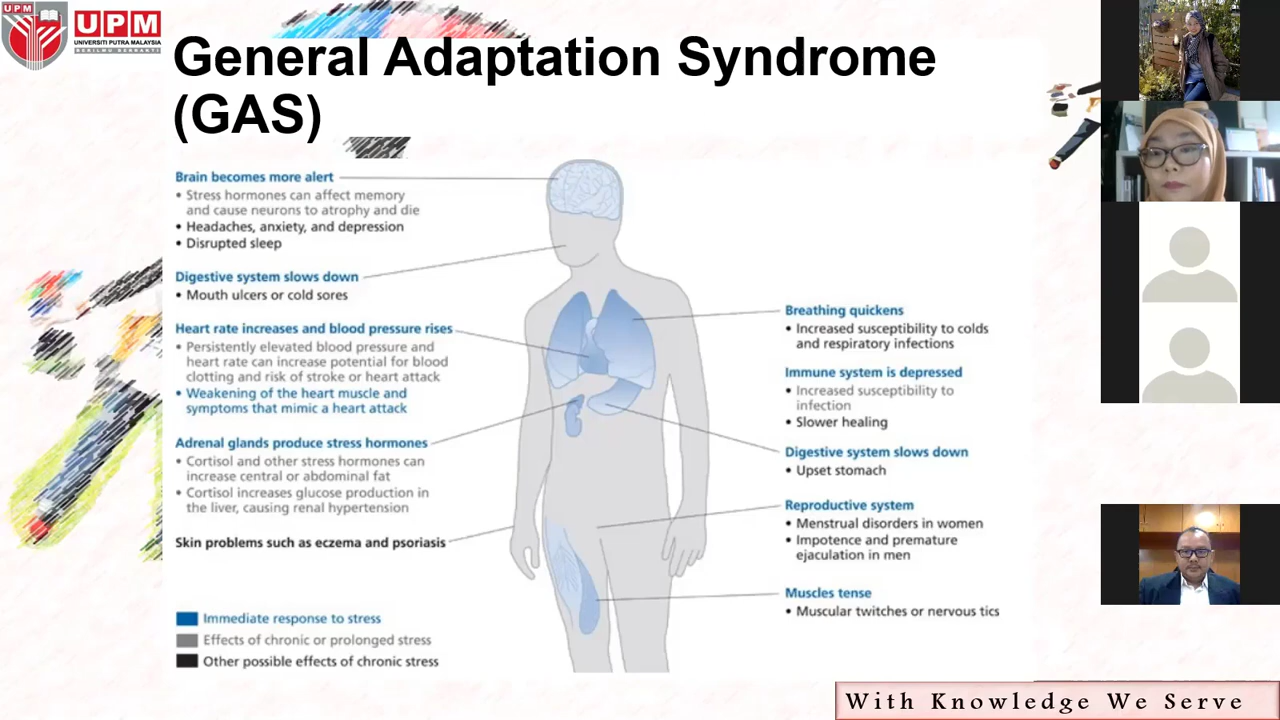 UPM
UPM
UNIVERSITI PUTRA MALAYSIA
BERILMU BERBAKTI
General Adaptation Syndrome
(GAS)
Brain becomes more alert
• Stress hormones can affect memory
and cause neurons to atrophy and die
• Headaches, anxiety, and depression
• Disrupted sleep
Digestive system slows down
• Mouth ulcers or cold sores
Heart rate increases and blood pressure rises
• Persistently elevated blood pressure and
heart rate can increase potential for blood
clotting and risk of stroke or heart attack
• Weakening of the heart muscle and
symptoms that mimic a heart attack
Adrenal glands produce stress hormones
• Cortisol and other stress hormones can
increase central or abdominal fat
• Cortisol increases glucose production in
the liver, causing renal hypertension
Skin problems such as eczema and psoriasis
Immediate response to stress
Effects of chronic or prolonged stress
Other possible effects of chronic stress
Breathing quickens
• Increased susceptibility to colds
and respiratory infections
Immune system is depressed
• Increased susceptibility to
infection
• Slower healing
Digestive system slows down
• Upset stomach
Reproductive system
• Menstrual disorders in women
• Impotence and premature
ejaculation in men
Muscles tense
• Muscular twitches or nervous tics
With Knowledge We Serve